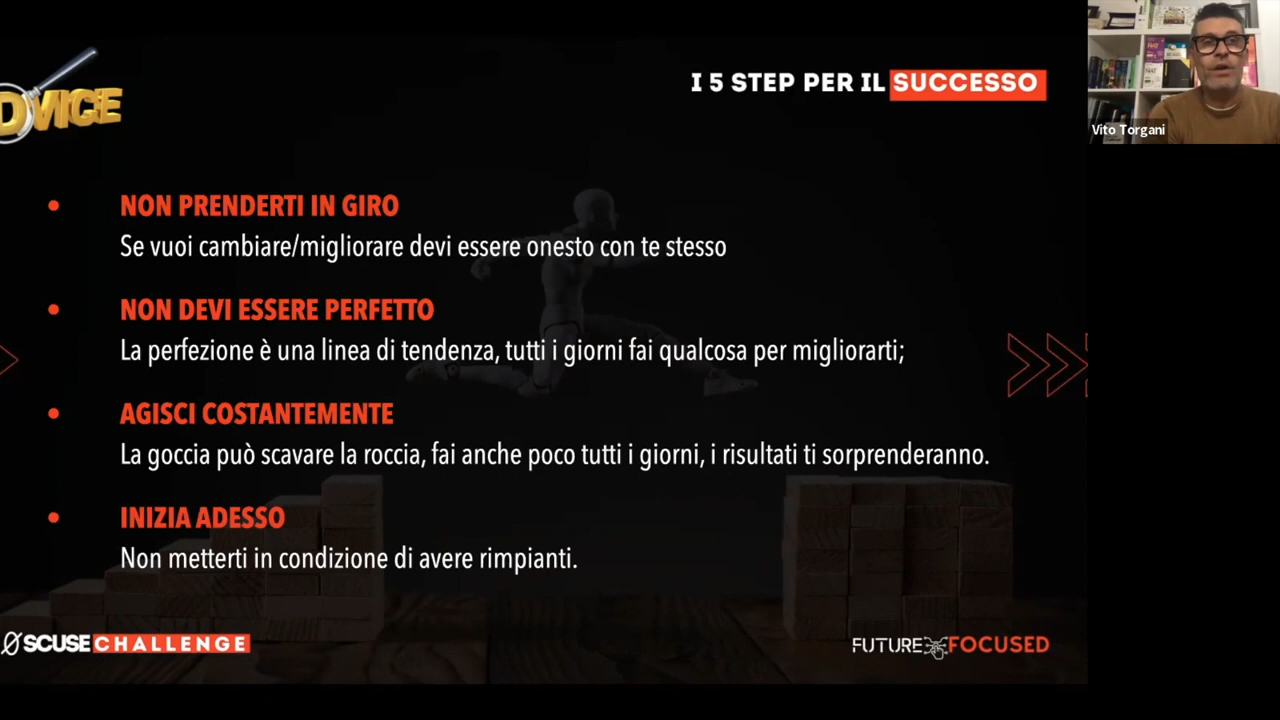 DVICE
I 5 STEP PER IL SUCCESSO
Vito Torgani
NON PRENDERTI IN GIRO
Se vuoi cambiare/migliorare devi essere onesto con te stesso
NON DEVI ESSERE PERFETTO
La perfezione è una linea di tendenza, tutti i giorni fai qualcosa per migliorarti;
AGISCI COSTANTEMENTE
La goccia può scavare la roccia, fai anche poco tutti i giorni, i risultati ti sorprenderanno.
INIZIA ADESSO
Non metterti in condizione di avere rimpianti.
ØSCUSE CHALLENGE
FUTURE FOCUSED